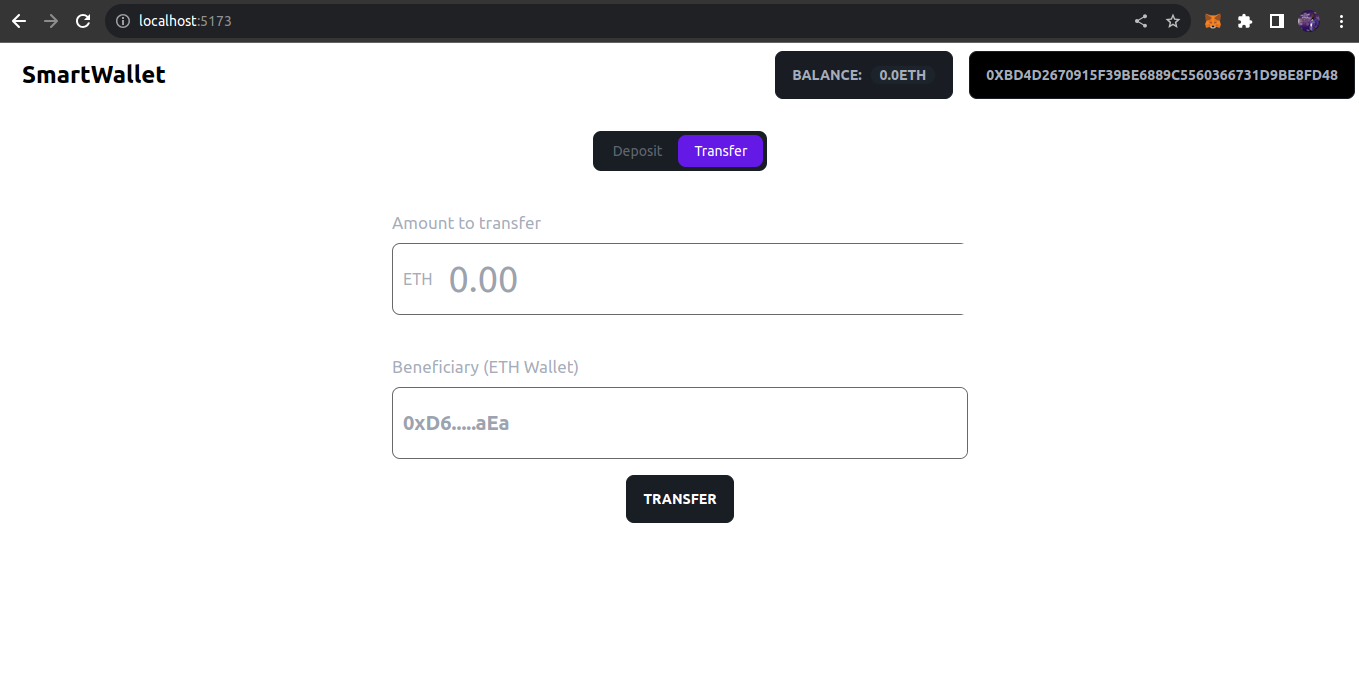 localhost:5173
SmartWallet
BALANCE: 0.0ETH
0XBD4D2670915F39BE6889C5560366731D9BE8FD48
Deposit Transfer
Amount to transfer
ETH 0.00
Beneficiary (ETH Wallet)
0xD6.....aEa
TRANSFER